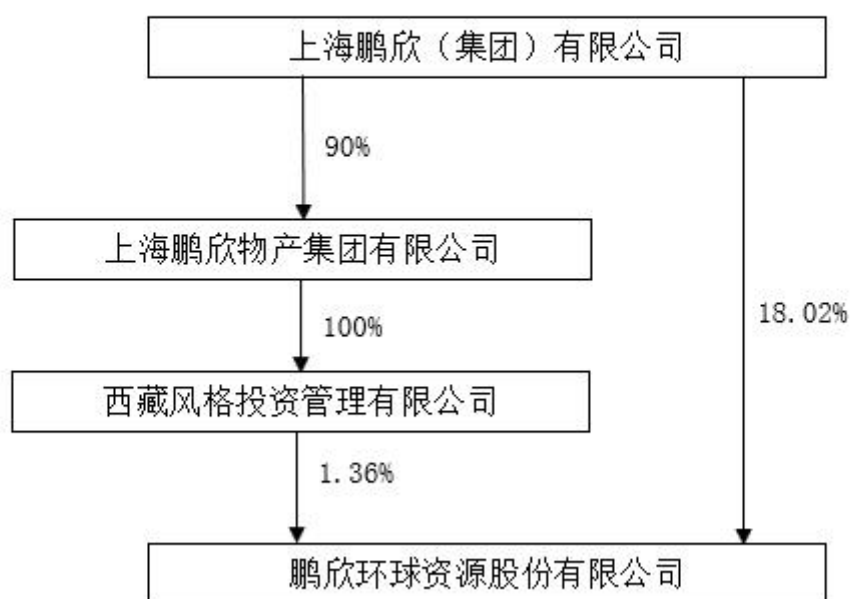 上海鹏欣（集团）有限公司
90%
上海鹏欣物产集团有限公司
18.02%
100%
西藏风格投资管理有限公司
1.36%
鹏欣环球资源股份有限公司